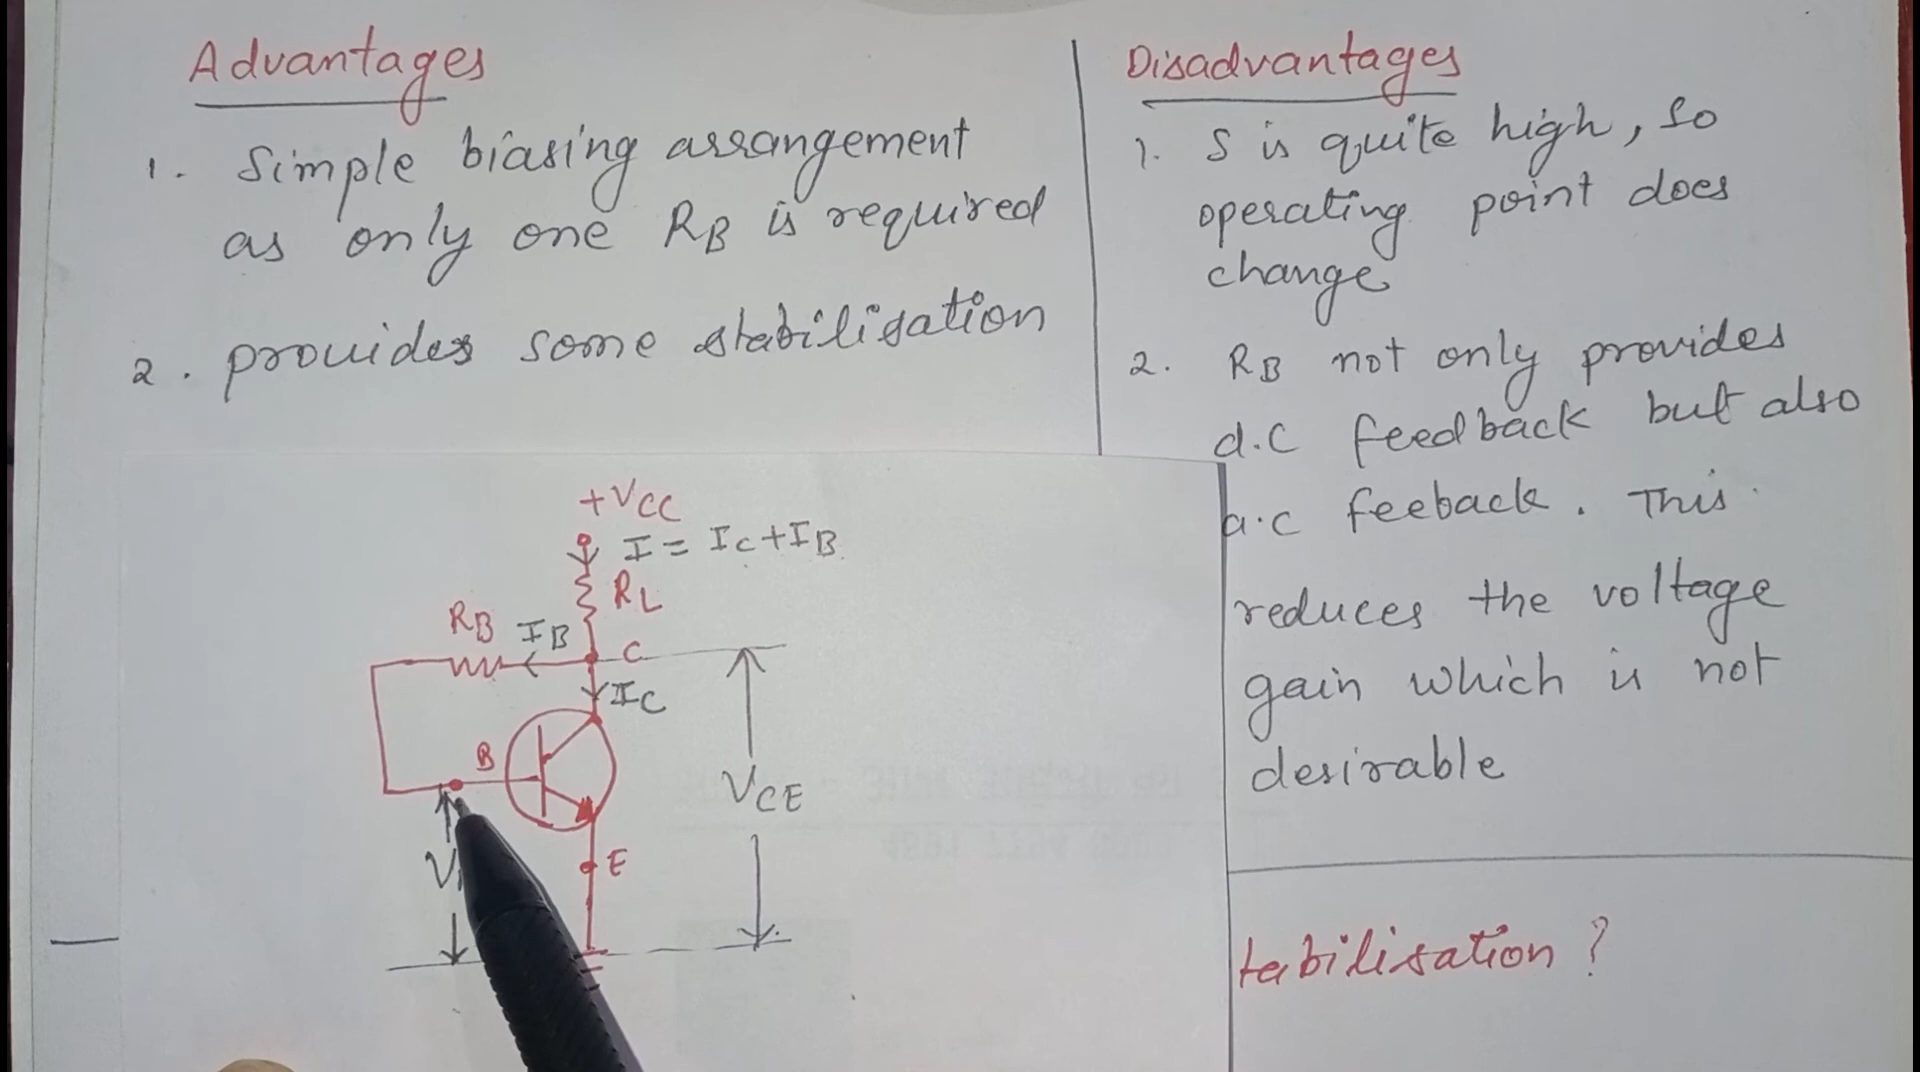 Advantages
1. Simple biasing arrangement
as only one RB is required
2. provides some stabilisation
Disadvantages
1. S is quite high, so
operating point does
change
2. RB not only provides
d.c feedback but also
a.c feeback. This
reduces the voltage
gain which is not
desirable
+VCC
I = IC+IB
RL
RB IB
C
IC
B
VCE
V
E
tabilisation ?